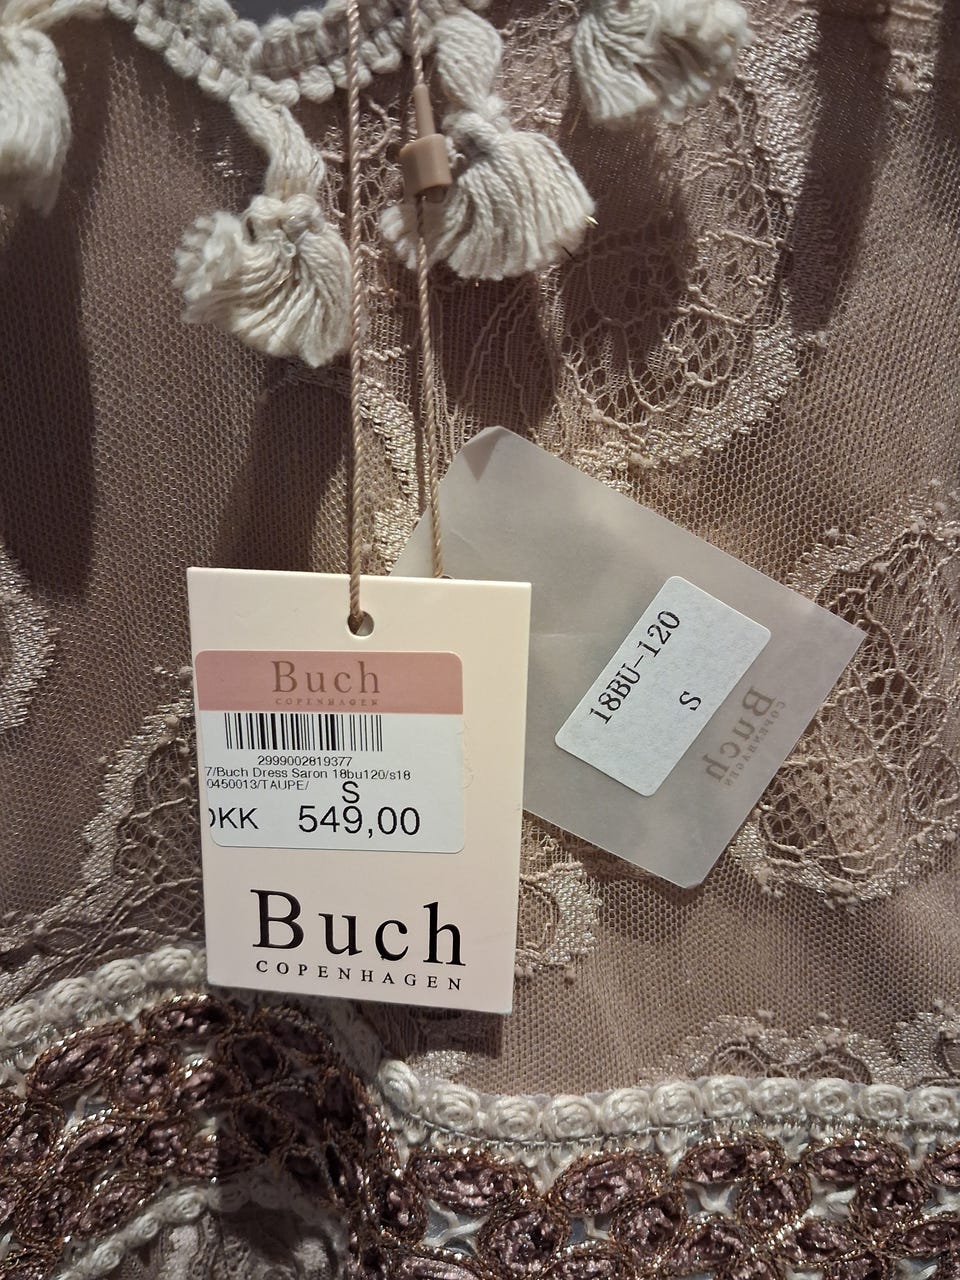 Buch
COPENHAGEN
2999002819377
7/Buch Dress Saron 18bu120/s18
0450013/TAUPE/
S
DKK 549,00
Buch
COPENHAGEN
18BU-120
S
Buch
COPENHAGEN